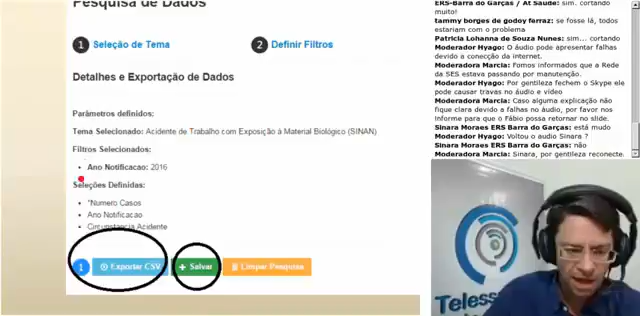 Pesquisa de Dados
1 Seleção de Tema
2 Definir Filtros
Detalhes e Exportação de Dados
Parâmetros definidos:
Tema Selecionado: Acidente de Trabalho com Exposição à Material Biológico (SINAN)
Filtros Selecionados:
• Ano Notificacao: 2016
Seleções Definidas:
• *Numero Casos
• Ano Notificacao
• Circunstancia Acidente
1 Exportar CSV + Salvar Limpar Pesquisa
ERS-Barra do Garças / At Saúde: sim. cortando
muito!
tammy borges de godoy ferraz: se fosse lá, todos
estariam com o problema
Patricia Lohanna de Souza Nunes: sim... cortando
Moderador Hyago: O áudio pode apresentar falhas
devido a conecção da internet.
Moderadora Marcia: Fomos informados que a Rede
da SES estava passando por manutenção.
Moderador Hyago: Por gentileza fechem o Skype ele
pode causar travas no áudio e vídeo
Moderadora Marcia: Caso alguma explicação não
fique clara devido a falhas no áudio, por favor nos
informe para que o Fábio possa retornar no slide.
Sinara Moraes ERS Barra do Garças: está mudo
Moderador Hyago: Voltou o audio Sinara ?
Sinara Moraes ERS Barra do Garças: não
Moderadora Marcia: Sinara, por gentileza reconecte.
Teless